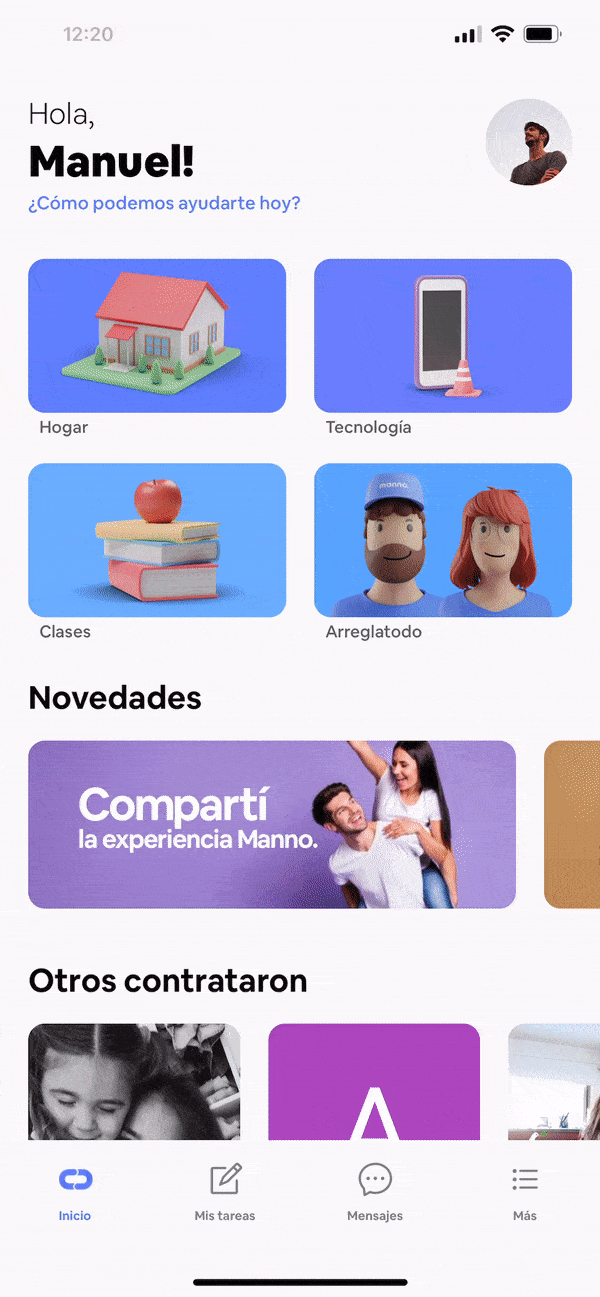 12:20
Hola,
Manuel!
¿Cómo podemos ayudarte hoy?
Hogar
Tecnología
manno.
Clases
Arreglatodo
Novedades
Compartí
la experiencia Manno.
Otros contrataron
A
Inicio
Mis tareas
Mensajes
Más